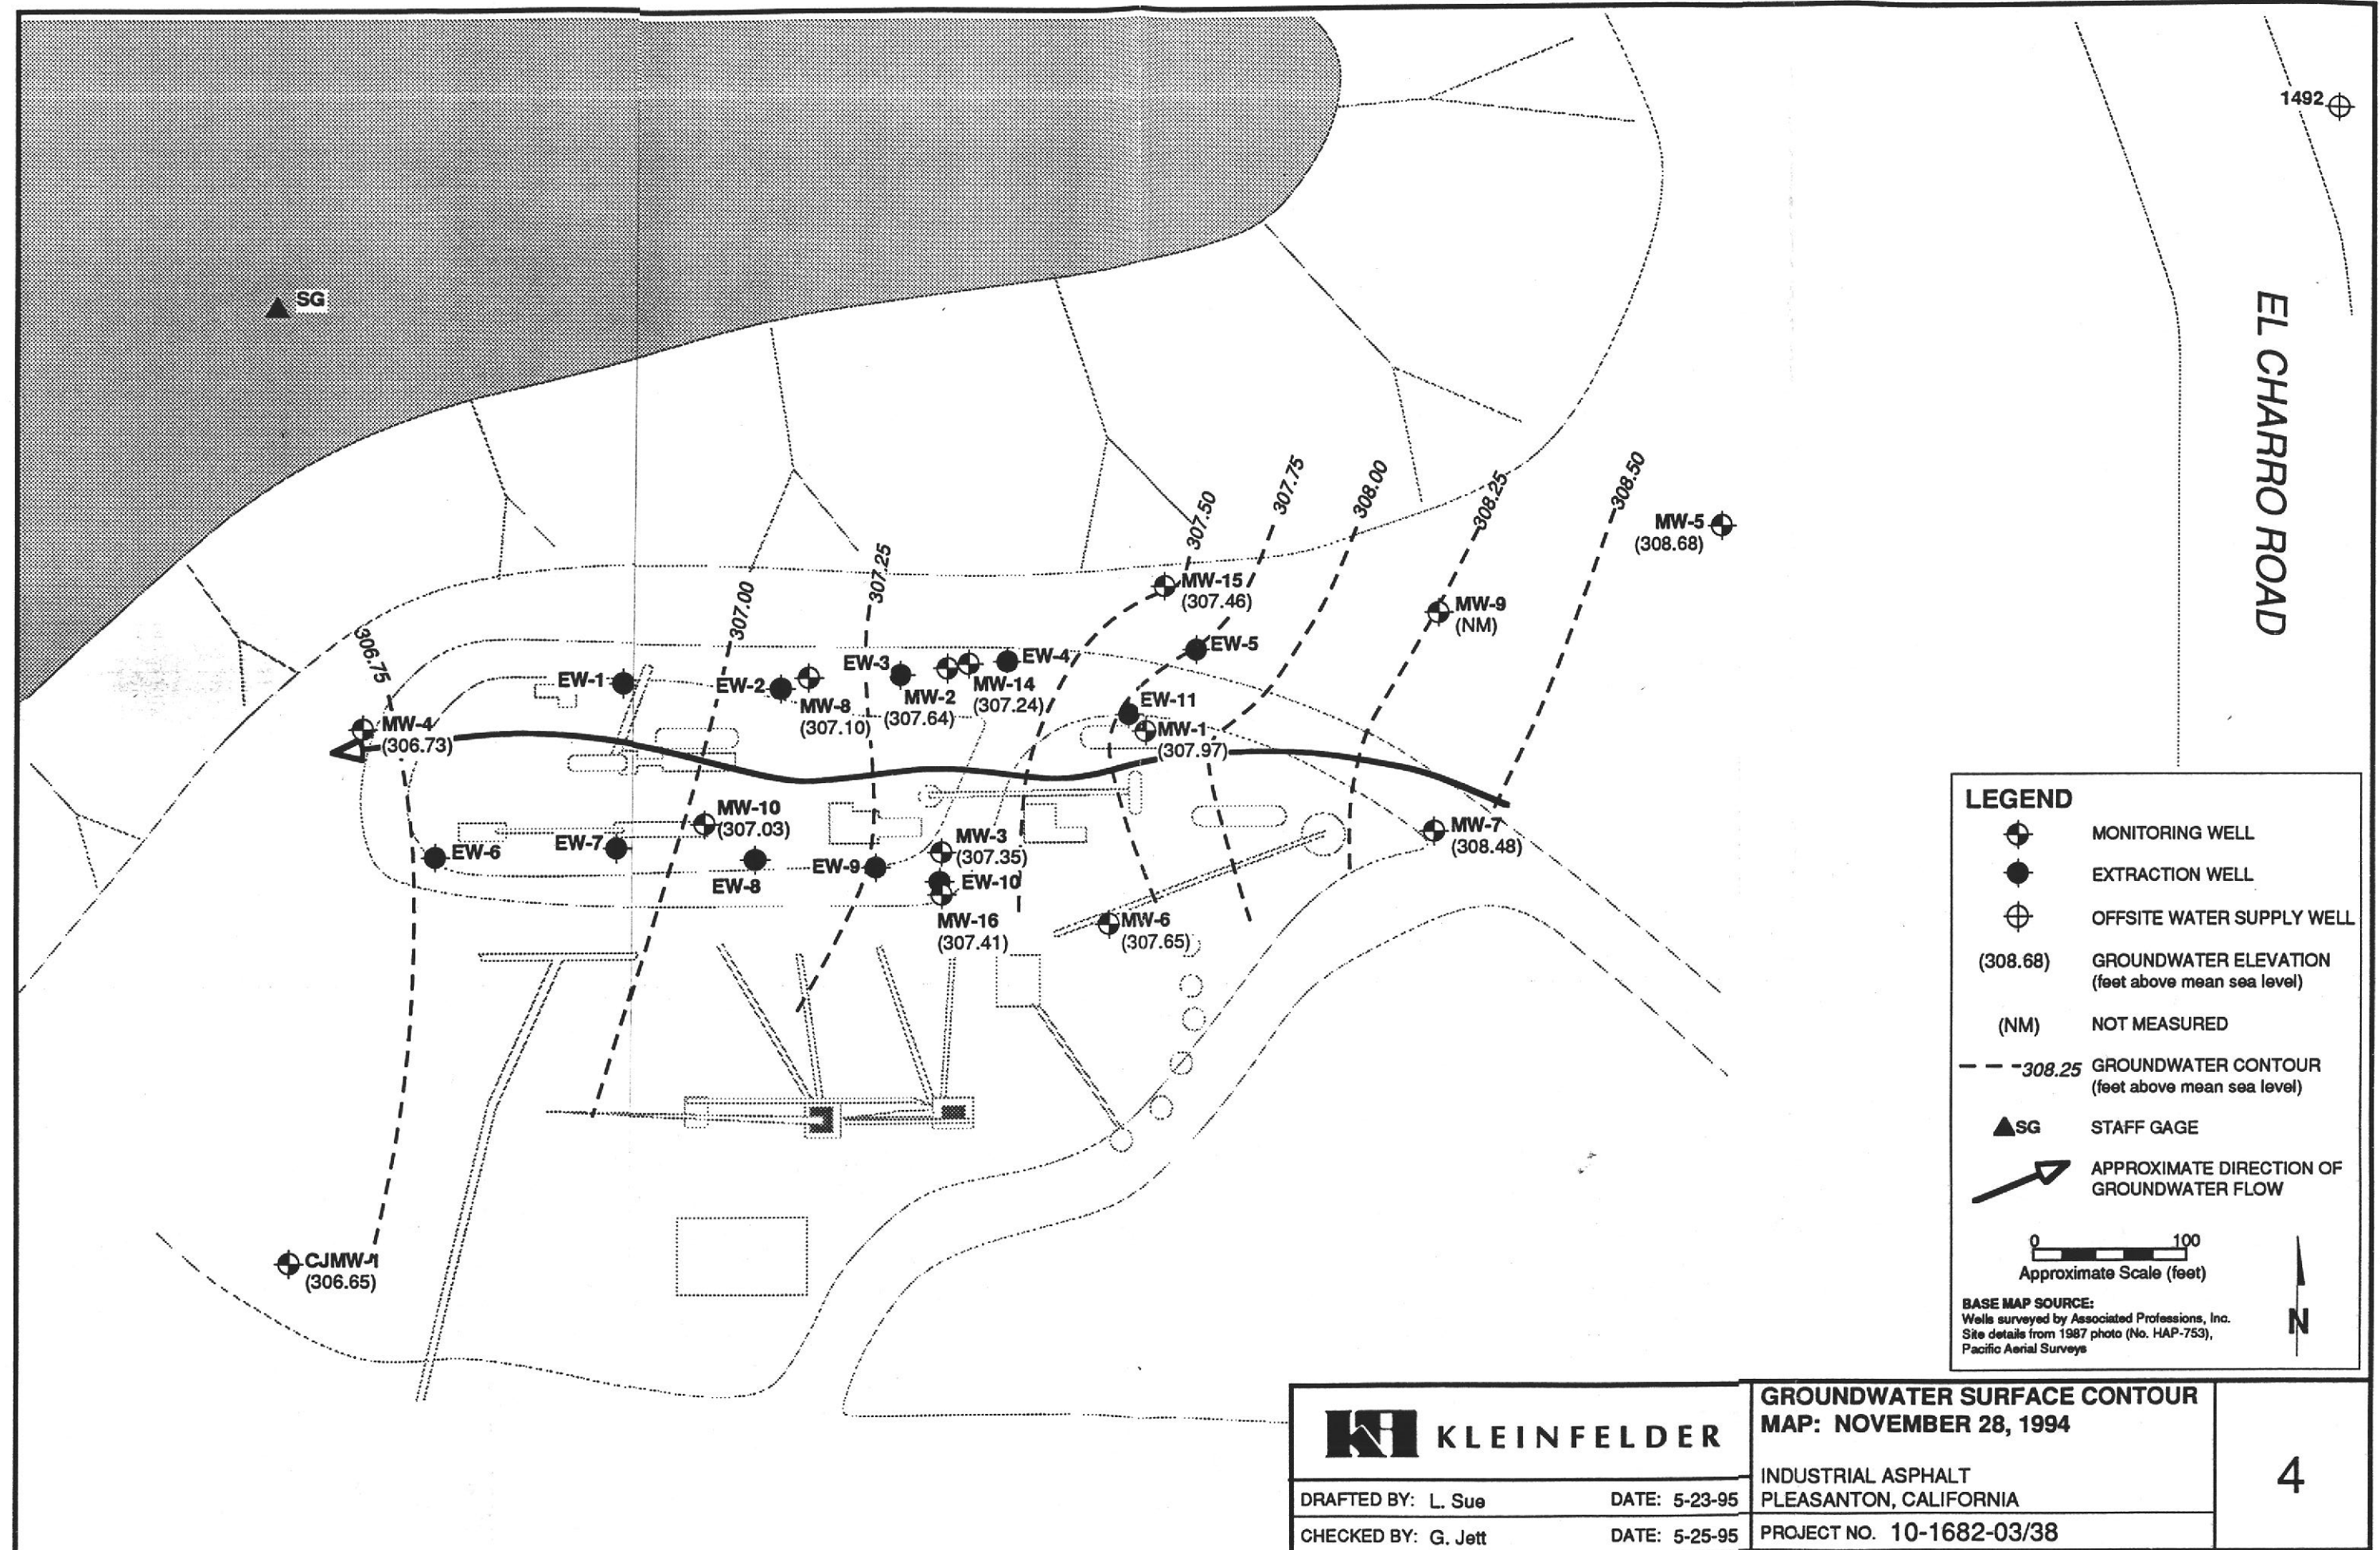 1492
SG
EL CHARRO ROAD
307.50
307.75
308.00
308.25
308.50
MW-5
(308.68)
307.25
307.00
306.75
MW-15
(307.46)
MW-9
(NM)
EW-5
EW-1
EW-2
EW-3
EW-4
MW-8
(307.10)
MW-2
(307.64)
MW-14
(307.24)
EW-11
MW-1
(307.97)
MW-4
(306.73)
MW-10
(307.03)
EW-6
EW-7
EW-8
EW-9
MW-3
(307.35)
EW-10
MW-16
(307.41)
MW-6
(307.65)
MW-7
(308.48)
CJMW-1
(306.65)
LEGEND
MONITORING WELL
EXTRACTION WELL
OFFSITE WATER SUPPLY WELL
(308.68) GROUNDWATER ELEVATION
(feet above mean sea level)
(NM) NOT MEASURED
308.25 GROUNDWATER CONTOUR
(feet above mean sea level)
SG STAFF GAGE
APPROXIMATE DIRECTION OF
GROUNDWATER FLOW
0 100
Approximate Scale (feet)
N
BASE MAP SOURCE:
Wells surveyed by Associated Professions, Inc.
Site details from 1987 photo (No. HAP-753),
Pacific Aerial Surveys
KLEINFELDER
DRAFTED BY: L. Sue DATE: 5-23-95
CHECKED BY: G. Jett DATE: 5-25-95
GROUNDWATER SURFACE CONTOUR
MAP: NOVEMBER 28, 1994
INDUSTRIAL ASPHALT
PLEASANTON, CALIFORNIA
PROJECT NO. 10-1682-03/38
4